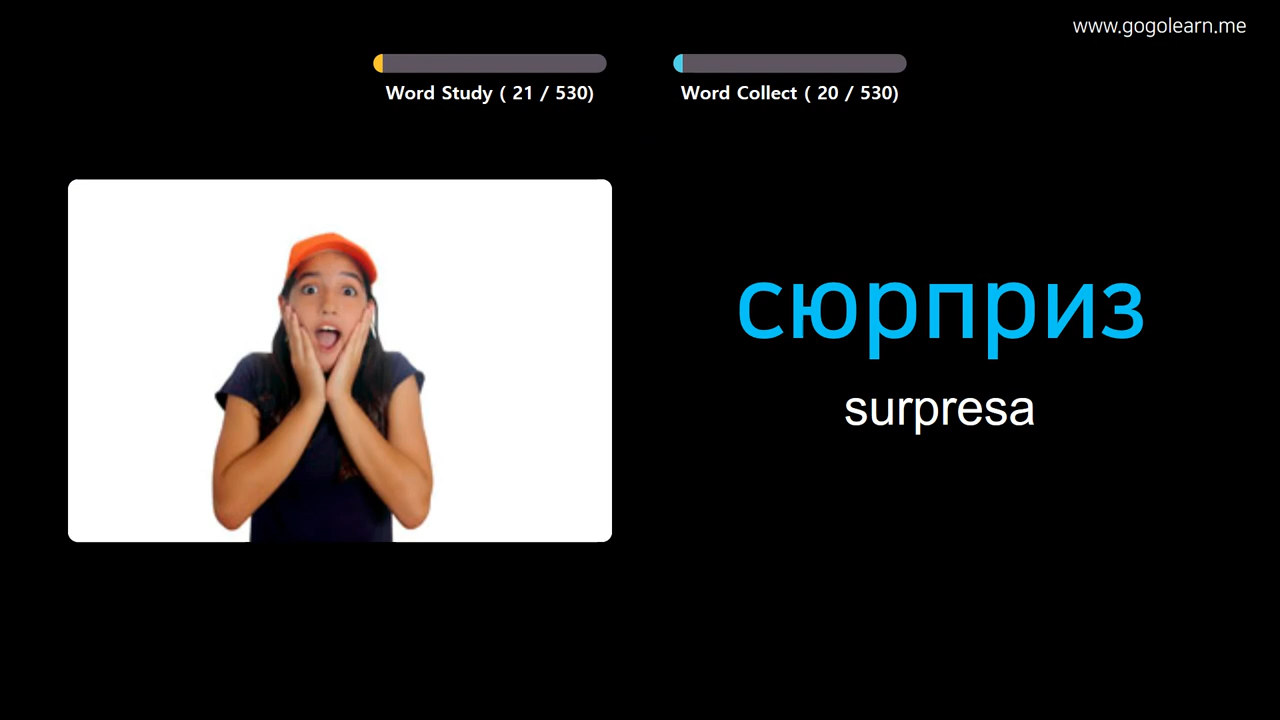 www.gogolearn.me
Word Study ( 21 / 530)
Word Collect ( 20 / 530)
сюрприз
surpresa